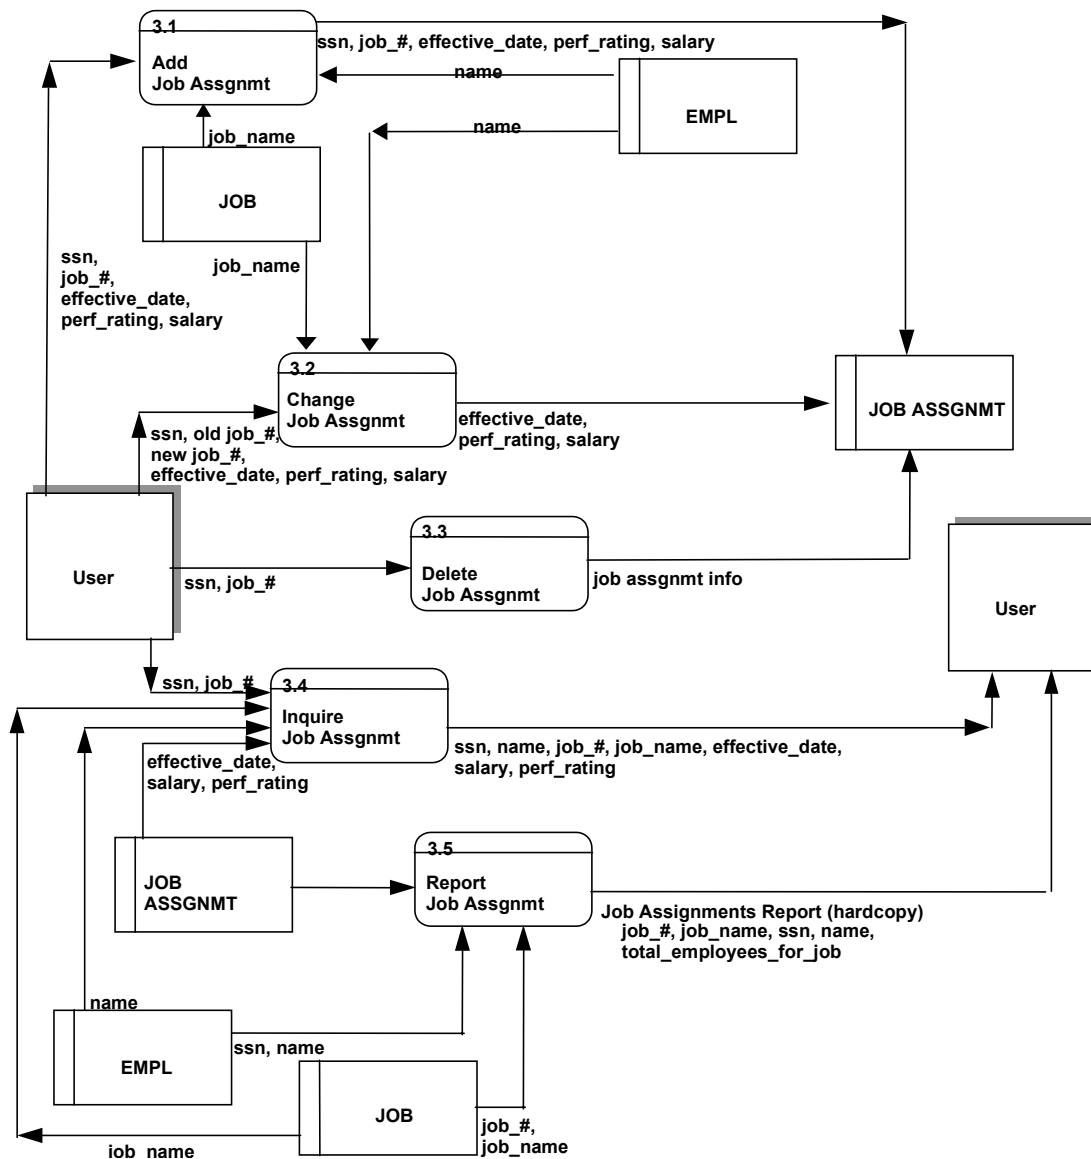 3.1
Add
Job Assgnmt
ssn, job_#, effective_date, perf_rating, salary
name
name
EMPL
job_name
JOB
job_name
ssn,
job_#,
effective_date,
perf_rating, salary
3.2
Change
Job Assgnmt
effective_date,
perf_rating, salary
JOB ASSGNMT
ssn, old job_#,
new job_#,
effective_date, perf_rating, salary
User
ssn, job_#
3.3
Delete
Job Assgnmt
job assgnmt info
User
ssn, job_#
3.4
Inquire
Job Assgnmt
ssn, name, job_#, job_name, effective_date,
salary, perf_rating
effective_date,
salary, perf_rating
JOB
ASSGNMT
3.5
Report
Job Assgnmt
Job Assignments Report (hardcopy)
job_#, job_name, ssn, name,
total_employees_for_job
name
EMPL
ssn, name
JOB
job_#,
job_name
job_name